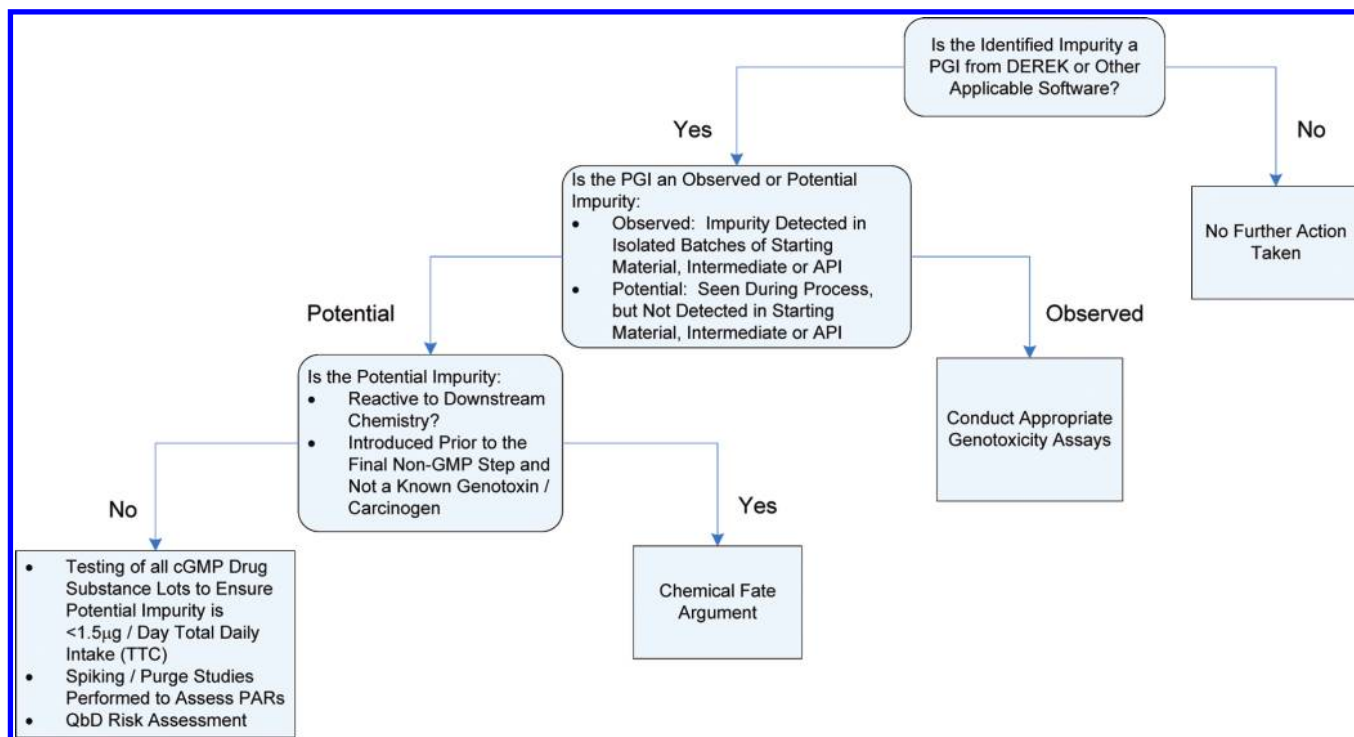 Is the Identified Impurity a
PGI from DEREK or Other
Applicable Software?
Yes
No
Is the PGI an Observed or Potential
Impurity:
• Observed: Impurity Detected in
Isolated Batches of Starting
Material, Intermediate or API
• Potential: Seen During Process,
but Not Detected in Starting
Material, Intermediate or API
No Further Action
Taken
Potential
Observed
Is the Potential Impurity:
• Reactive to Downstream
Chemistry?
• Introduced Prior to the
Final Non-GMP Step and
Not a Known Genotoxin /
Carcinogen
Conduct Appropriate
Genotoxicity Assays
No
Yes
• Testing of all cGMP Drug
Substance Lots to Ensure
Potential Impurity is
<1.5μg / Day Total Daily
Intake (TTC)
• Spiking / Purge Studies
Performed to Assess PARs
• QbD Risk Assessment
Chemical Fate
Argument